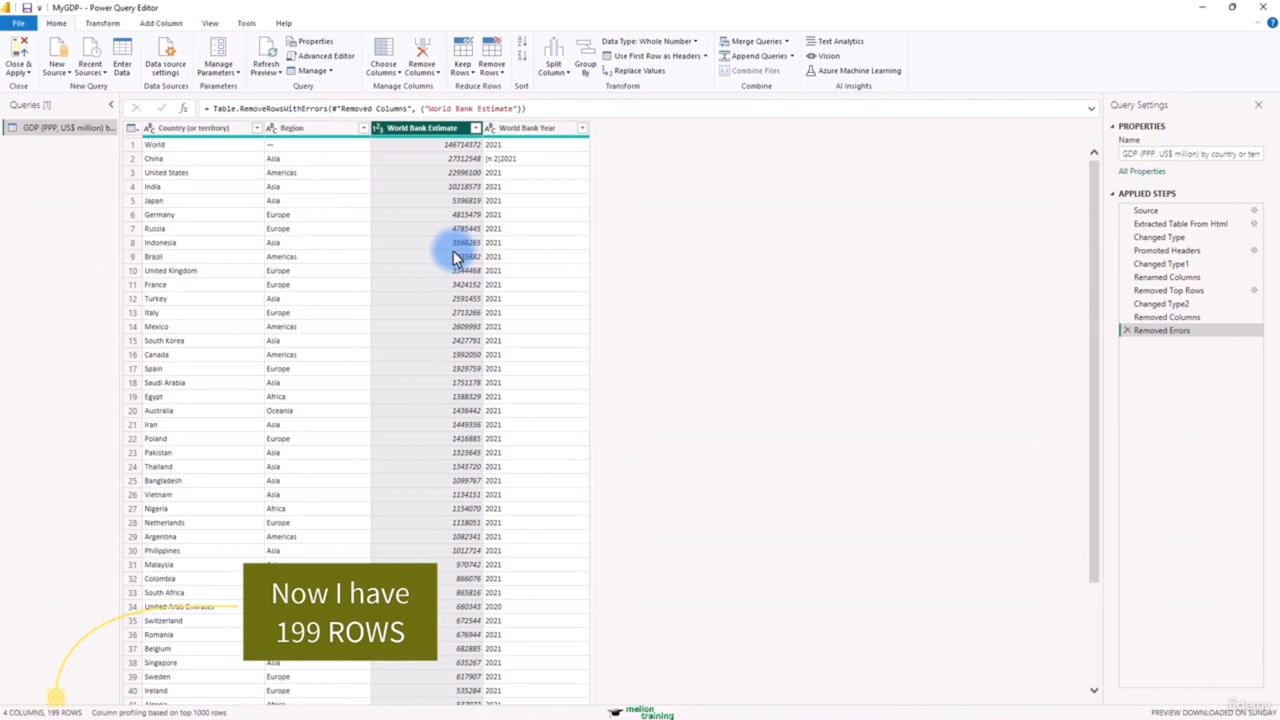 MyGDP- - Power Query Editor
File Home Transform Add Column View Tools Help
Close & Apply
New Source
Recent Sources
Enter Data
Data source settings
Manage Parameters
Refresh Preview
Properties
Advanced Editor
Manage
Choose Columns
Remove Columns
Keep Rows
Remove Rows
Split Column
Group By
Data Type: Whole Number
Use First Row as Headers
Replace Values
Merge Queries
Append Queries
Combine Files
Text Analytics
Vision
Azure Machine Learning
Close
New Query
Data Sources
Parameters
Query
Manage Columns
Reduce Rows
Sort
Transform
Combine
AI Insights
Queries [1]
GDP (PPP, US$ million) b...
fx = Table.RemoveRowsWithErrors(#"Removed Columns", {"World Bank Estimate"})
Country (or territory) Region World Bank Estimate World Bank Year
1 World — 146714372 2021
2 China Asia 27312548 [n 2]2021
3 United States Americas 22996100 2021
4 India Asia 10218573 2021
5 Japan Asia 5396819 2021
6 Germany Europe 4815479 2021
7 Russia Europe 4785445 2021
8 Indonesia Asia 3566265 2021
9 Brazil Americas 2021
10 United Kingdom Europe 3344468 2021
11 France Europe 3424152 2021
12 Turkey Asia 2591455 2021
13 Italy Europe 2713266 2021
14 Mexico Americas 2609993 2021
15 South Korea Asia 2427791 2021
16 Canada Americas 1992050 2021
17 Spain Europe 1929759 2021
18 Saudi Arabia Asia 1751178 2021
19 Egypt Africa 1388329 2021
20 Australia Oceania 1436442 2021
21 Iran Asia 1449336 2021
22 Poland Europe 1416885 2021
23 Pakistan Asia 1323645 2021
24 Thailand Asia 1343720 2021
25 Bangladesh Asia 1099767 2021
26 Vietnam Asia 1134151 2021
27 Nigeria Africa 1154070 2021
28 Netherlands Europe 1118051 2021
29 Argentina Americas 1082341 2021
30 Philippines Asia 1012714 2021
31 Malaysia 970742 2021
32 Colombia 866076 2021
33 South Africa 865816 2021
34 United Arab Emirates 660343 2020
35 Switzerland 672544 2021
36 Romania 676944 2021
37 Belgium 682885 2021
38 Singapore Asia 635267 2021
39 Sweden Europe 617907 2021
40 Ireland Europe 535284 2021
Now I have
199 ROWS
Query Settings
PROPERTIES
Name
GDP (PPP, US$ million) by country or terr
All Properties
APPLIED STEPS
Source
Extracted Table From Html
Changed Type
Promoted Headers
Changed Type1
Renamed Columns
Removed Top Rows
Changed Type2
Removed Columns
Removed Errors
4 COLUMNS, 199 ROWS Column profiling based on top 1000 rows
mellon
training
Udemy
PREVIEW DOWNLOADED ON SUNDAY